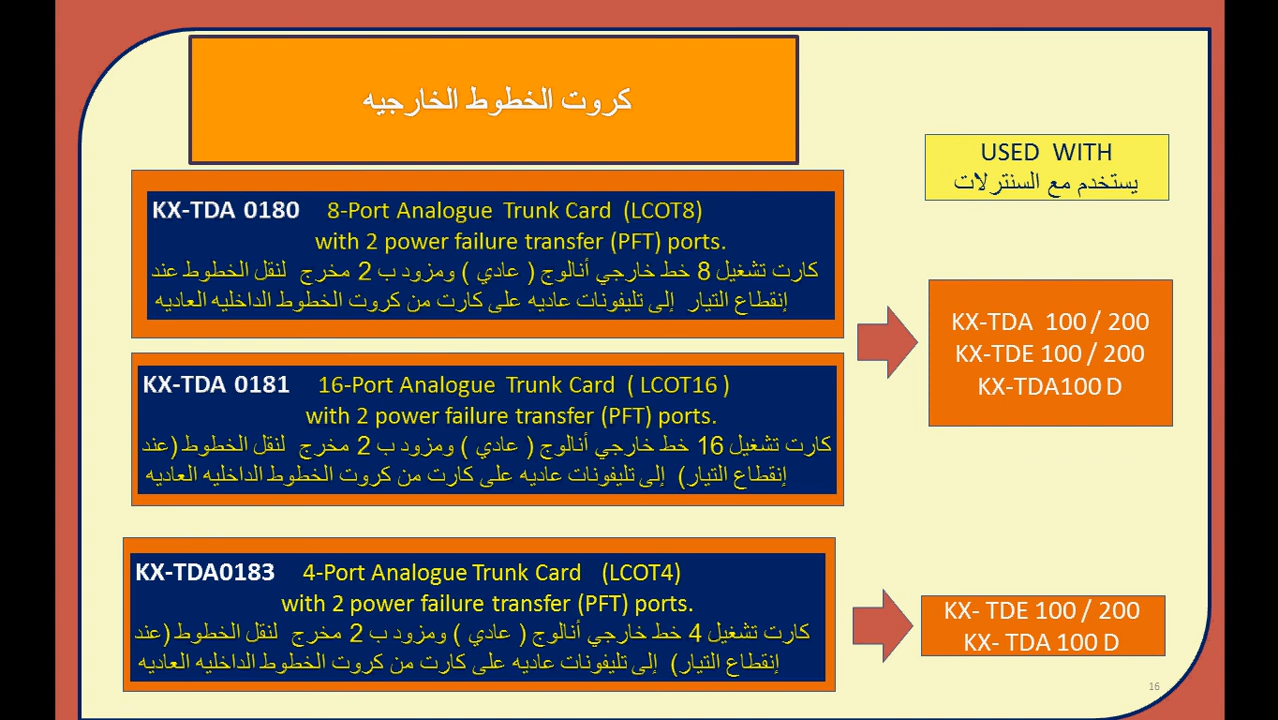 كروت الخطوط الخارجيه
USED WITH
يستخدم مع السنترلات
KX-TDA 0180 8-Port Analogue Trunk Card (LCOT8)
with 2 power failure transfer (PFT) ports.
كارت تشغيل 8 خط خارجي أنالوج ( عادي ) ومزود ب 2 مخرج لنقل الخطوط عند
إنقطاع التيار إلى تليفونات عاديه على كارت من كروت الخطوط الداخليه العاديه
KX-TDA 0181 16-Port Analogue Trunk Card ( LCOT16 )
with 2 power failure transfer (PFT) ports.
كارت تشغيل 16 خط خارجي أنالوج ( عادي ) ومزود ب 2 مخرج لنقل الخطوط (عند
إنقطاع التيار) إلى تليفونات عاديه على كارت من كروت الخطوط الداخليه العاديه
KX-TDA 100 / 200
KX-TDE 100 / 200
KX-TDA100 D
KX-TDA0183 4-Port Analogue Trunk Card (LCOT4)
with 2 power failure transfer (PFT) ports.
كارت تشغيل 4 خط خارجي أنالوج ( عادي ) ومزود ب 2 مخرج لنقل الخطوط (عند
إنقطاع التيار) إلى تليفونات عاديه على كارت من كروت الخطوط الداخليه العاديه
KX- TDE 100 / 200
KX- TDA 100 D
16